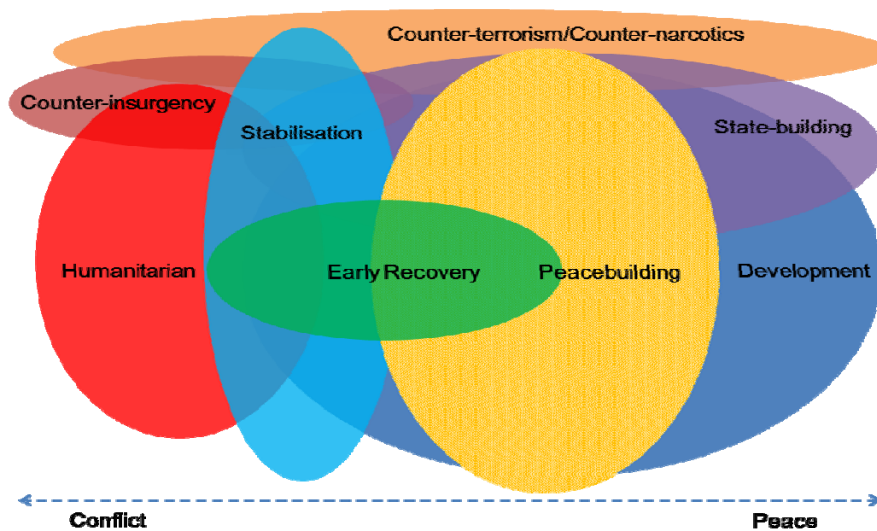 Counter-terrorism/Counter-narcotics
Counter-insurgency
Stabilisation
State-building
Humanitarian
Early Recovery
Peacebuilding
Development
Conflict
Peace